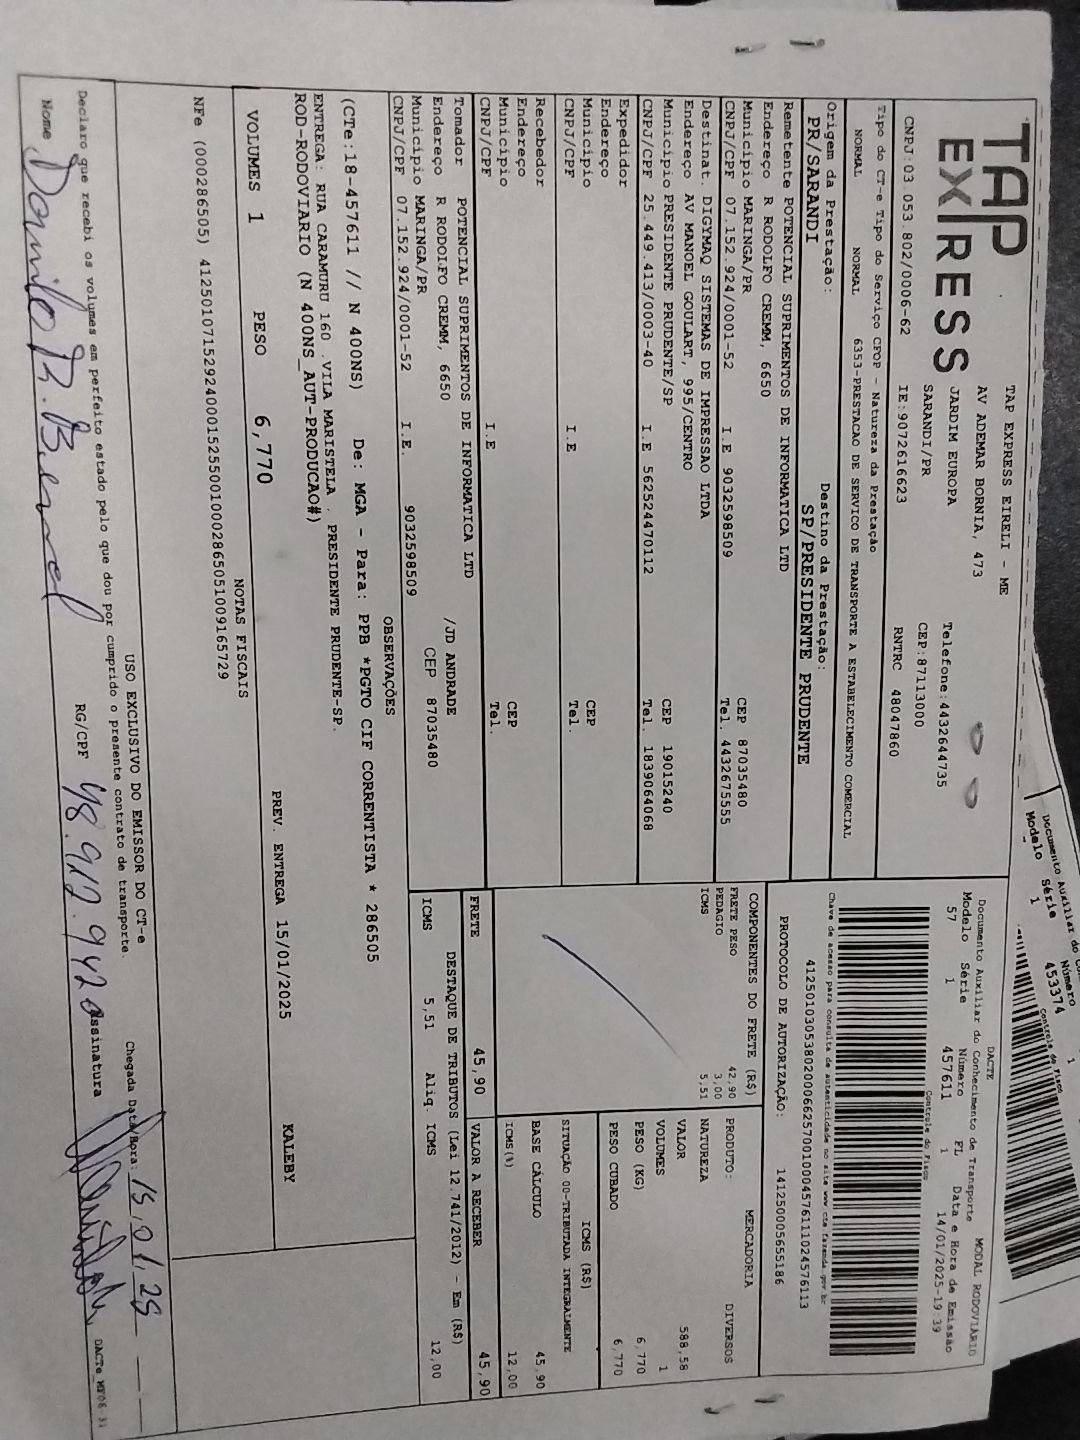 TAP EXPRESS
TAP EXPRESS EIRELI - ME
AV ADEMAR BORNIA, 473
JARDIM EUROPA
Telefone:4432644735
SARANDI/PR
CEP:87113000
CNPJ:03.053.802/0006-62 IE:9072616623 RNTRC 48047860
DACTE MODAL RODOVIÁRIO
Documento Auxiliar do Conhecimento de Transporte
Modelo Série Número FL Data e Hora de Emissão
57 1 457611 1 14/01/2025-19:39
Controle do Fisco
41250103053802000662570010004576111024576113
Chave de acesso para consulta de autenticidade no site www.cte.fazenda.gov.br
PROTOCOLO DE AUTORIZAÇÃO: 141250005655186
Tipo do CT-e Tipo do Serviço CFOP - Natureza da Prestação
NORMAL NORMAL 6353-PRESTACAO DE SERVICO DE TRANSPORTE A ESTABELECIMENTO COMERCIAL
Origem da Prestação: Destino da Prestação:
PR/SARANDI SP/PRESIDENTE PRUDENTE
Remetente POTENCIAL SUPRIMENTOS DE INFORMATICA LTD
Endereço R RODOLFO CREMM, 6650
Município MARINGA/PR CEP 87035480
CNPJ/CPF 07.152.924/0001-52 I.E 9032598509 Tel. 4432675555
Destinat. DIGYMAQ SISTEMAS DE IMPRESSAO LTDA
Endereço AV MANOEL GOULART, 995/CENTRO
Município PRESIDENTE PRUDENTE/SP CEP 19015240
CNPJ/CPF 25.449.413/0003-40 I.E 562524470112 Tel. 1839064068
Expedidor
Endereço
Município CEP
CNPJ/CPF I.E Tel.
Recebedor
Endereço
Município CEP
CNPJ/CPF I.E Tel.
Tomador POTENCIAL SUPRIMENTOS DE INFORMATICA LTD
Endereço R RODOLFO CREMM, 6650 /JD ANDRADE
Município MARINGA/PR CEP 87035480
CNPJ/CPF 07.152.924/0001-52 I.E. 9032598509
COMPONENTES DO FRETE (R$)
FRETE PESO 42,90
PEDAGIO 3,00
ICMS 5,51
PRODUTO: MERCADORIA
NATUREZA DIVERSOS
VALOR 588,58
VOLUMES 1
PESO (KG) 6,770
PESO CUBADO 6,770
ICMS (R$)
SITUAÇÃO 00-TRIBUTADA INTEGRALMENTE
BASE CÁLCULO 45,90
ICMS(%) 12,00
FRETE 45,90 VALOR A RECEBER 45,90
DESTAQUE DE TRIBUTOS (Lei 12.741/2012) - Em (R$)
ICMS 5,51 Aliq. ICMS 12,00
OBSERVAÇÕES
(CTe:18-457611 // N 400NS) De: MGA - Para: PPB *PGTO CIF CORRENTISTA * 286505
ENTREGA: RUA CARAMURU 160 .VILA MARISTELA . PRESIDENTE PRUDENTE-SP.
ROD-RODOVIARIO (N 400NS_AUT-PRODUCAO#)
KALEBY
VOLUMES 1 PESO 6,770 PREV. ENTREGA 15/01/2025
NOTAS FISCAIS
NFe (000286505) 41250107152924000152550010002865051009165729
USO EXCLUSIVO DO EMISSOR DO CT-e
Declaro que recebi os volumes em perfeito estado pelo que dou por cumprido o presente contrato de transporte.
Chegada Data/Hora: 15 01 25
Nome Danilo R. RG/CPF 48.912.942 Assinatura
Documento Auxiliar do
Modelo Série Número
1 453374 1
Controle do Fisco